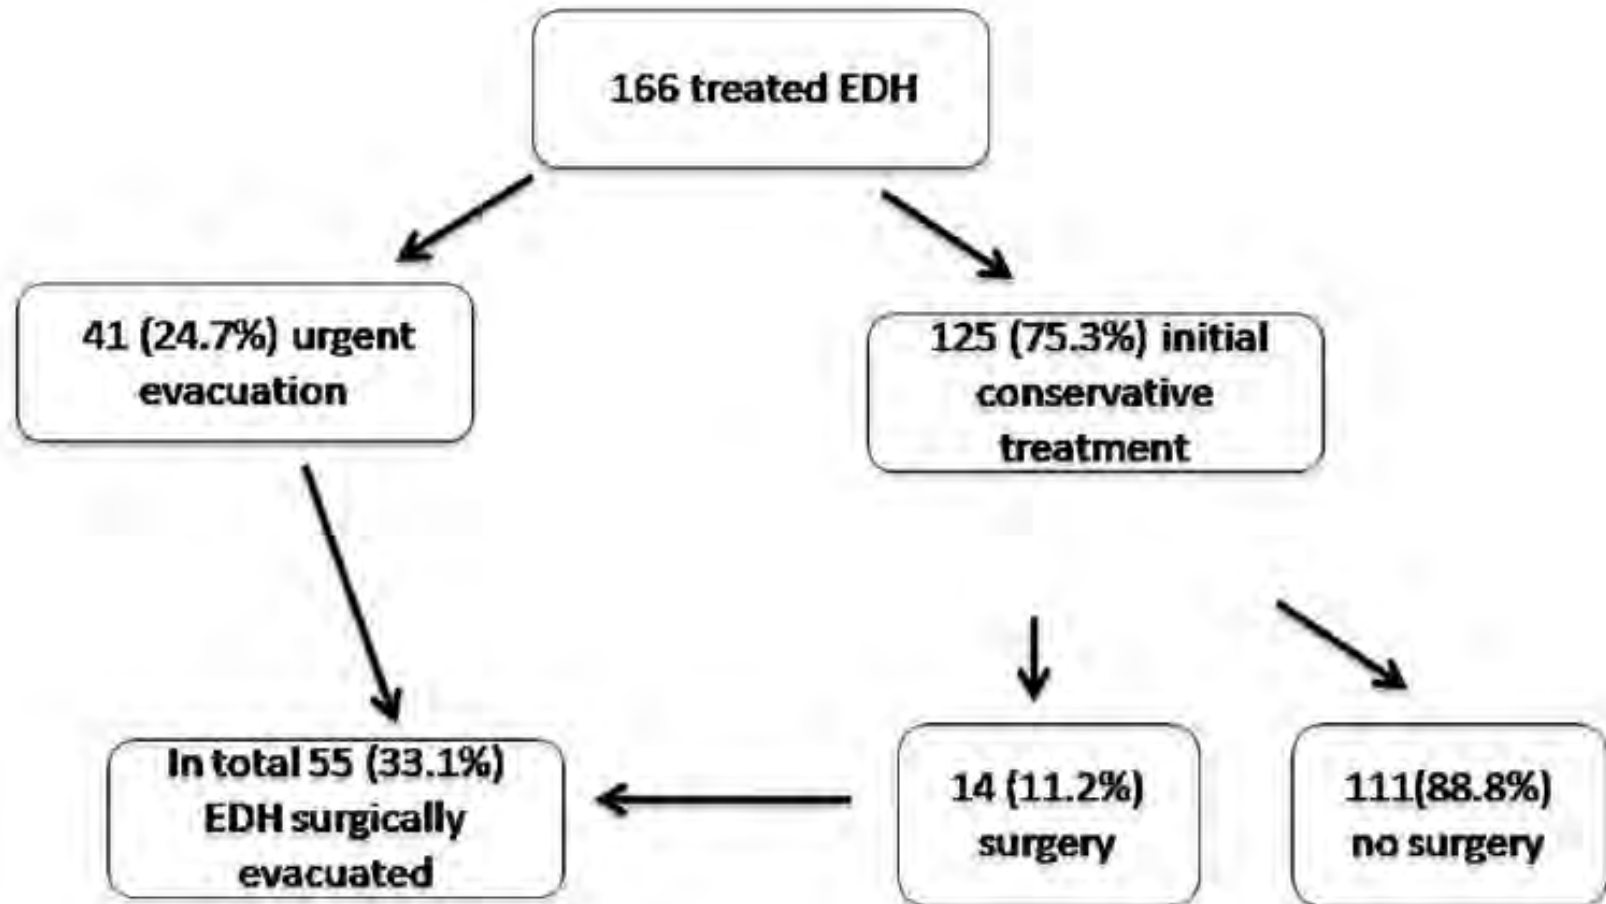 166 treated EDH
41 (24.7%) urgent
evacuation
125 (75.3%) initial
conservative
treatment
In total 55 (33.1%)
EDH surgically
evacuated
14 (11.2%)
surgery
111(88.8%)
no surgery